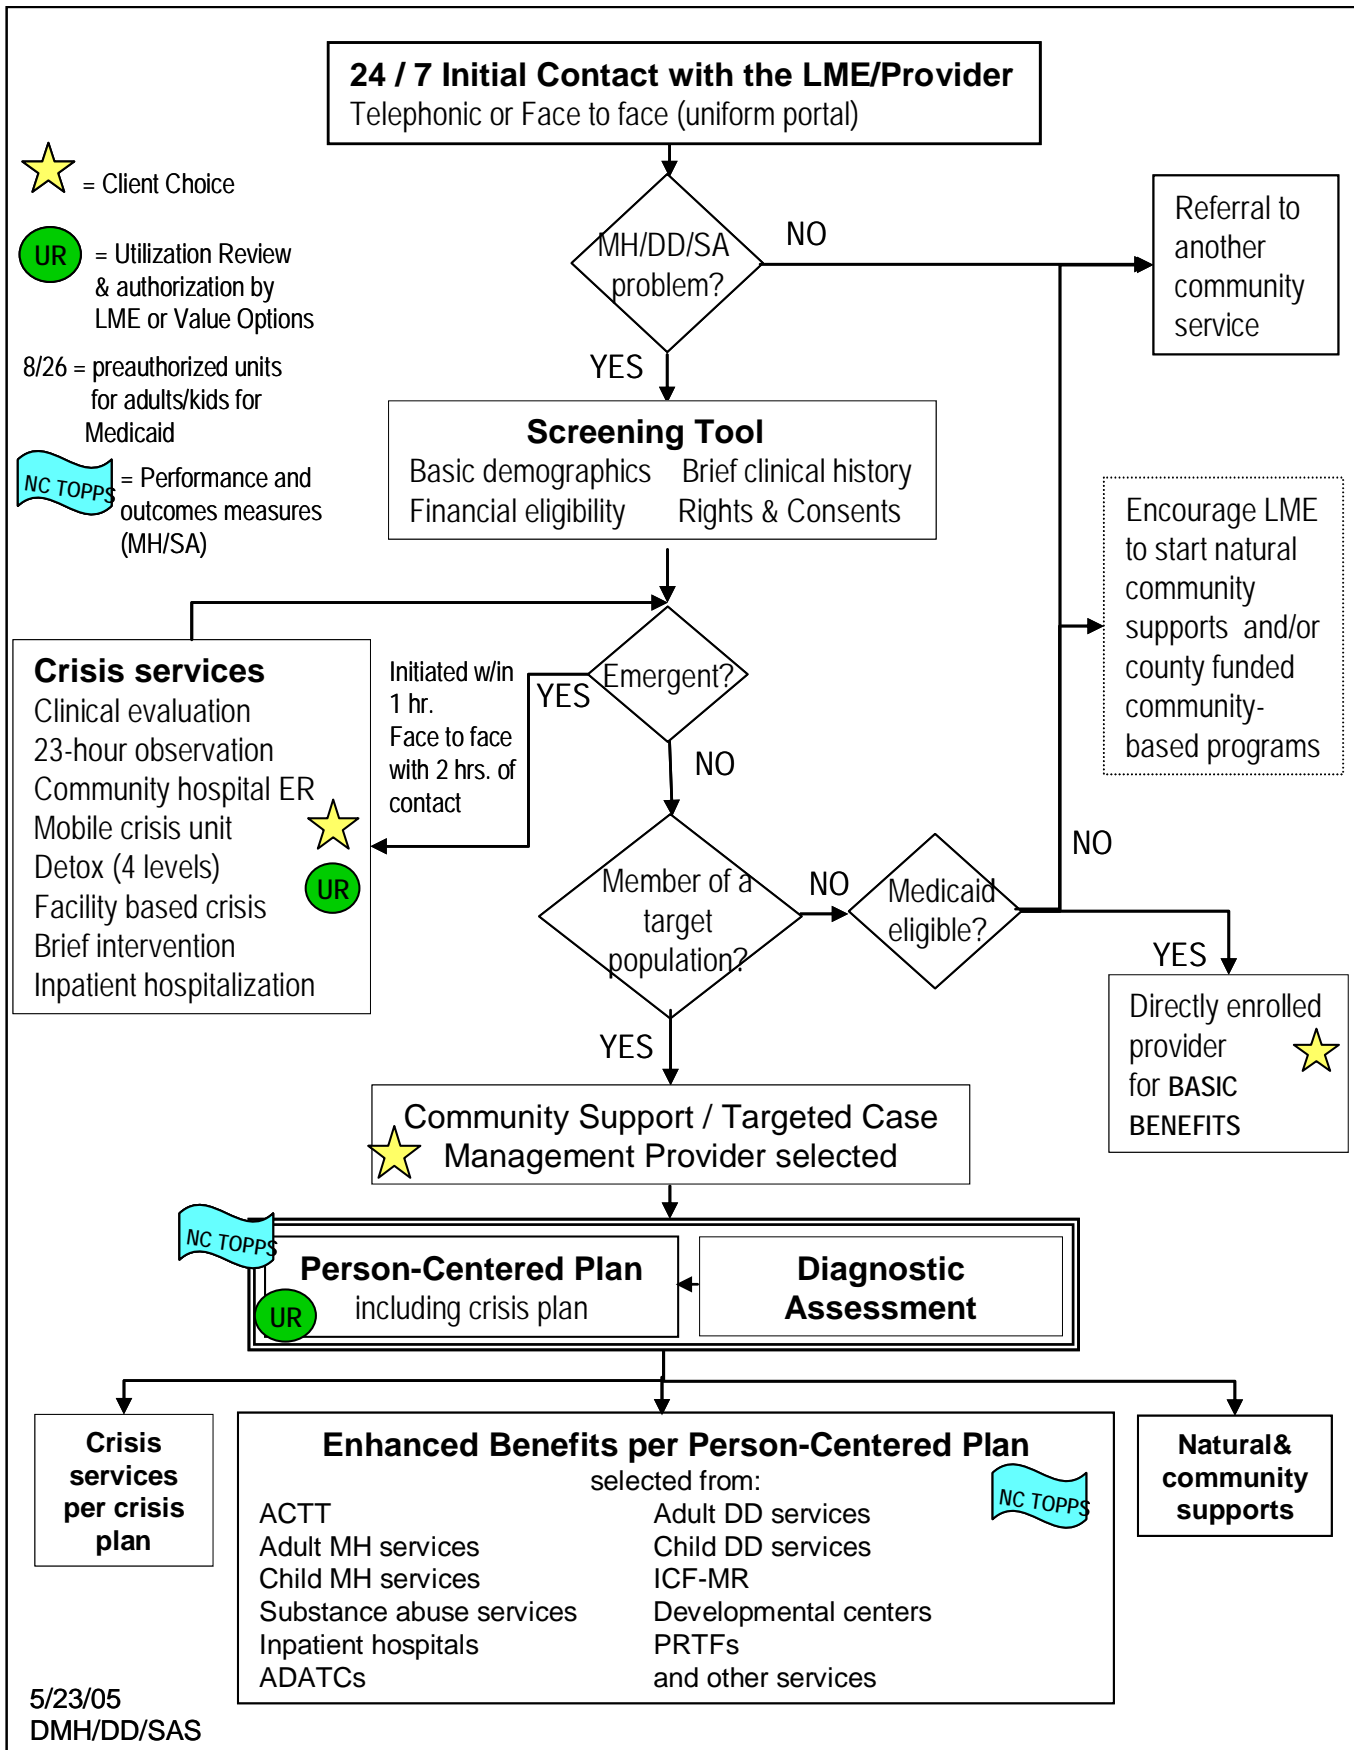 24 / 7 Initial Contact with the LME/Provider
Telephonic or Face to face (uniform portal)
= Client Choice
UR
= Utilization Review
& authorization by
LME or Value Options
8/26 = preauthorized units
for adults/kids for
Medicaid
NC TOPPS
= Performance and
outcomes measures
(MH/SA)
MH/DD/SA
problem?
NO
Referral to
another
community
service
YES
Screening Tool
Basic demographics Brief clinical history
Financial eligibility Rights & Consents
Encourage LME
to start natural
community
supports and/or
county funded
community-
based programs
Emergent?
YES
Initiated w/in
1 hr.
Face to face
with 2 hrs. of
contact
Crisis services
Clinical evaluation
23-hour observation
Community hospital ER
Mobile crisis unit
Detox (4 levels)
Facility based crisis
Brief intervention
Inpatient hospitalization
UR
NO
Member of a
target
population?
NO
Medicaid
eligible?
NO
YES
Directly enrolled
provider
for BASIC
BENEFITS
YES
Community Support / Targeted Case
Management Provider selected
NC TOPPS
Person-Centered Plan
including crisis plan
UR
Diagnostic
Assessment
Crisis
services
per crisis
plan
Enhanced Benefits per Person-Centered Plan
selected from:
NC TOPPS
ACTT Adult DD services
Adult MH services Child DD services
Child MH services ICF-MR
Substance abuse services Developmental centers
Inpatient hospitals PRTFs
ADATCs and other services
Natural&
community
supports
5/23/05
DMH/DD/SAS